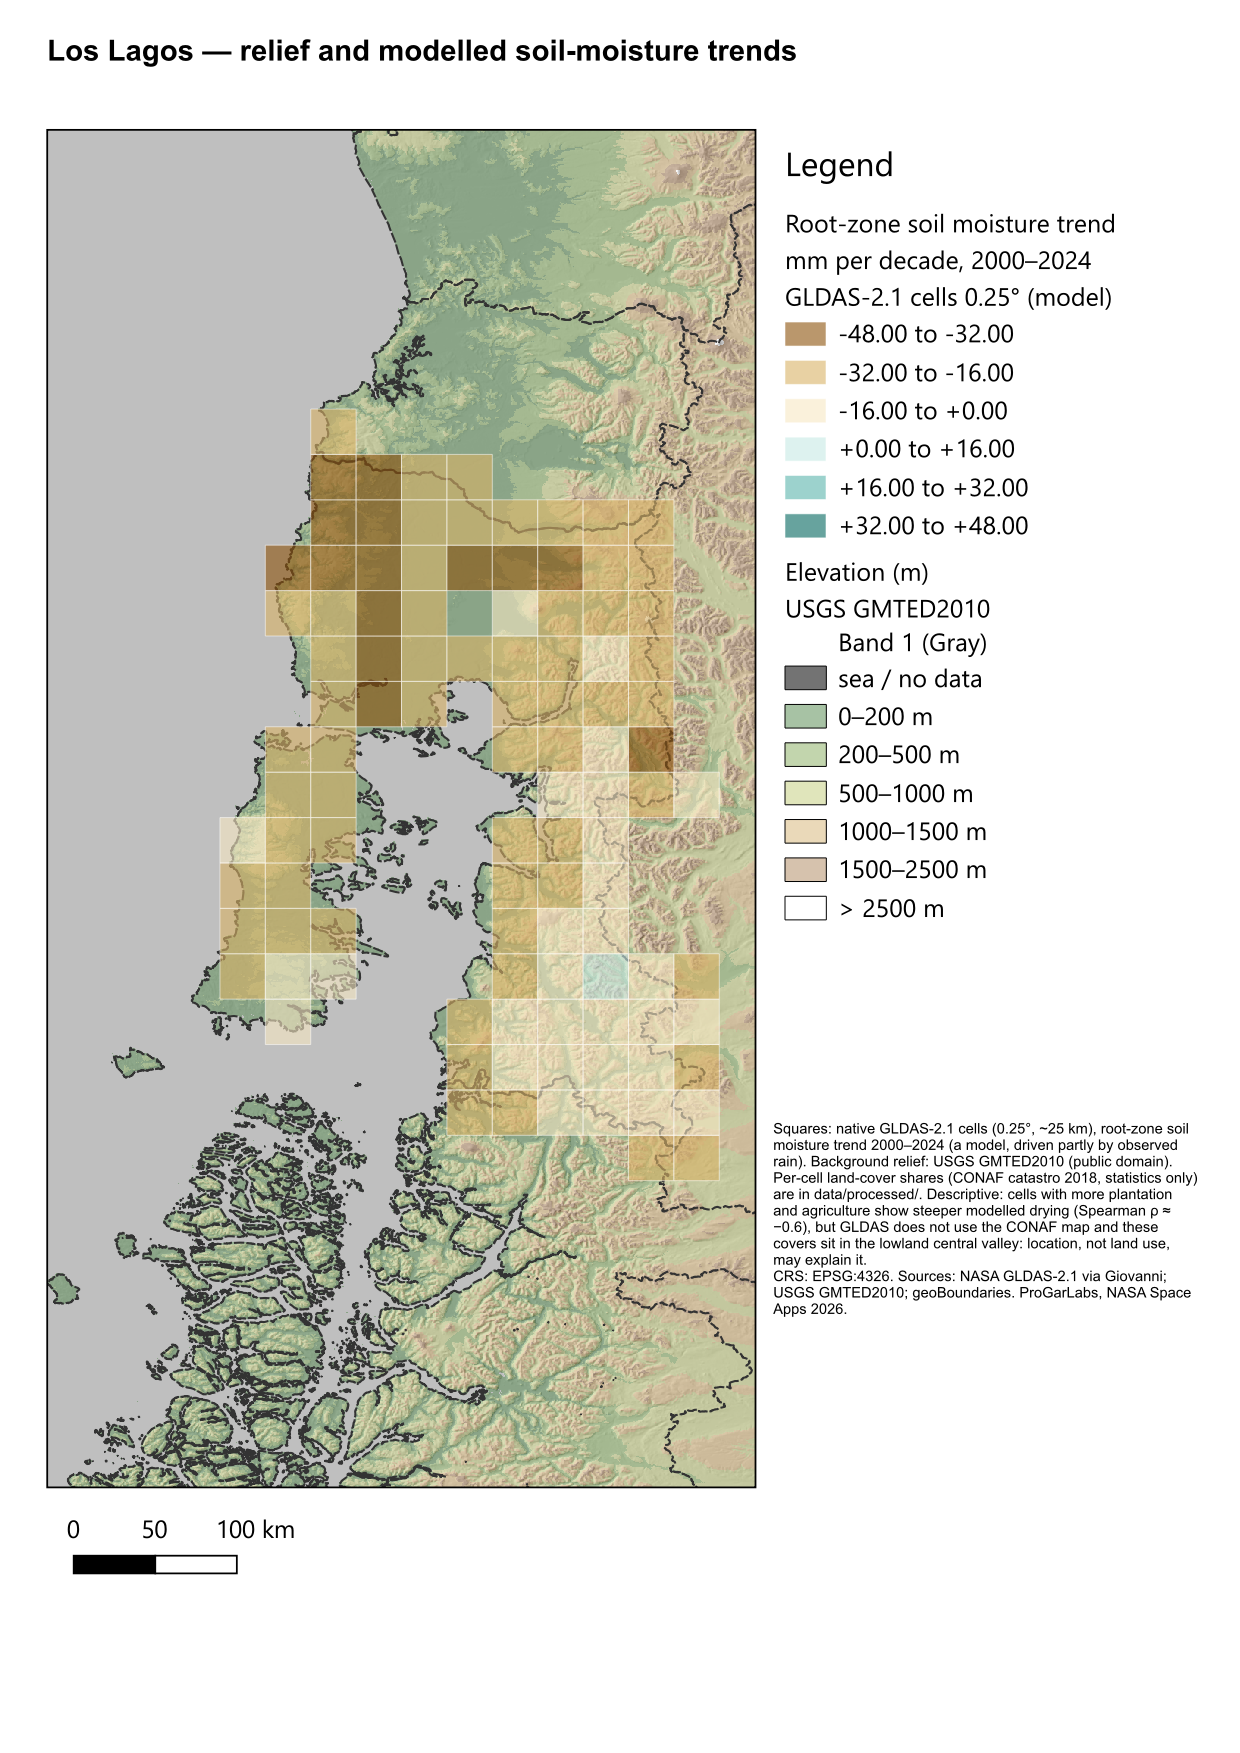 Los Lagos — relief and modelled soil-moisture trends
Legend
Root-zone soil moisture trend
mm per decade, 2000–2024
GLDAS-2.1 cells 0.25° (model)
-48.00 to -32.00
-32.00 to -16.00
-16.00 to +0.00
+0.00 to +16.00
+16.00 to +32.00
+32.00 to +48.00
Elevation (m)
USGS GMTED2010
Band 1 (Gray)
sea / no data
0–200 m
200–500 m
500–1000 m
1000–1500 m
1500–2500 m
> 2500 m
Squares: native GLDAS-2.1 cells (0.25°, ~25 km), root-zone soil
moisture trend 2000–2024 (a model, driven partly by observed
rain). Background relief: USGS GMTED2010 (public domain).
Per-cell land-cover shares (CONAF catastro 2018, statistics only)
are in data/processed/. Descriptive: cells with more plantation
and agriculture show steeper modelled drying (Spearman ρ ≈
−0.6), but GLDAS does not use the CONAF map and these
covers sit in the lowland central valley: location, not land use,
may explain it.
CRS: EPSG:4326. Sources: NASA GLDAS-2.1 via Giovanni;
USGS GMTED2010; geoBoundaries. ProGarLabs, NASA Space
Apps 2026.
0 50 100 km